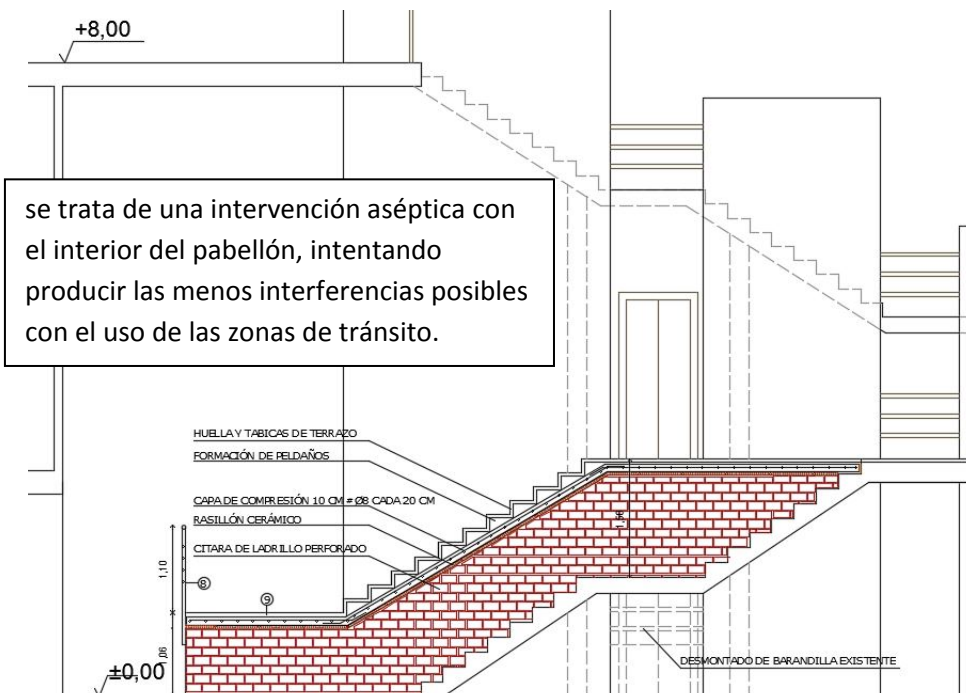 +8,00
se trata de una intervención aséptica con
el interior del pabellón, intentando
producir las menos interferencias posibles
con el uso de las zonas de tránsito.
HUELLA Y TABICAS DE TERRAZO
FORMACIÓN DE PELDAÑOS
CAPA DE COMPRESIÓN 10 CM # Ø8 CADA 20 CM
RASILLÓN CERÁMICO
CITARA DE LADRILLO PERFORADO
1,10
8
9
1,06
±0,00
DESMONTADO DE BARANDILLA EXISTENTE